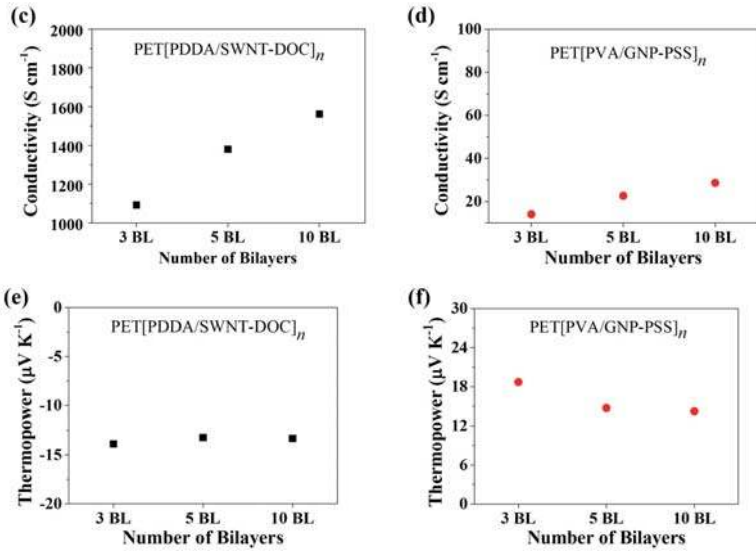 (c)
Conductivity (S cm⁻¹)
2000
1800
1600
1400
1200
1000
PET[PDDA/SWNT-DOC]n
3 BL 5 BL 10 BL
Number of Bilayers
(d)
Conductivity (S cm⁻¹)
100
80
60
40
20
PET[PVA/GNP-PSS]n
3 BL 5 BL 10 BL
Number of Bilayers
(e)
Thermopower (µV K⁻¹)
0
-5
-10
-15
-20
PET[PDDA/SWNT-DOC]n
3 BL 5 BL 10 BL
Number of Bilayers
(f)
Thermopower (µV K⁻¹)
30
24
18
12
6
0
PET[PVA/GNP-PSS]n
3 BL 5 BL 10 BL
Number of Bilayers